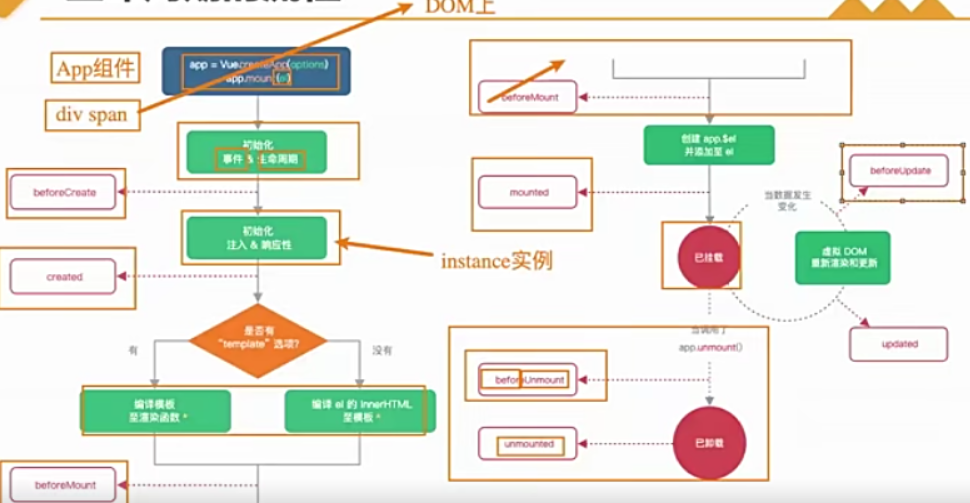 DOM上
App组件
app = Vue.createApp(options)
app.mount(el)
div span
初始化
事件 & 生命周期
beforeCreate
初始化
注入 & 响应性
instance实例
created
是否有
"template" 选项?
有
没有
编译模板
至渲染函数 *
编译 el 的 innerHTML
至模板 *
beforeMount
beforeMount
创建 app.$el
并添加至 el
mounted
已挂载
当数据发生
变化
beforeUpdate
虚拟 DOM
重新渲染和更新
updated
当调用了
app.unmount()
beforeUnmount
unmounted
已卸载